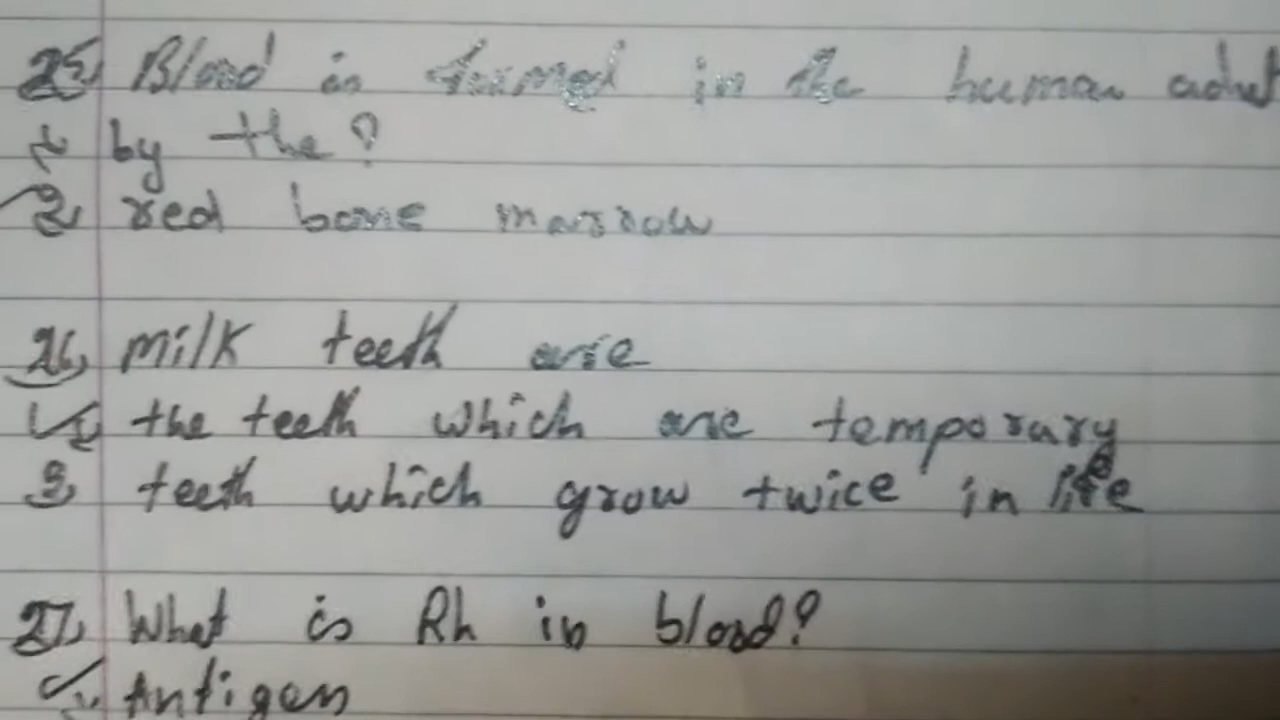 25) Blood is formed in the human adult
by the?
2) red bone marrow
26) Milk teeth are
1) the teeth which are temporary
3) teeth which grow twice in life
27) What is Rh in blood?
Antigen